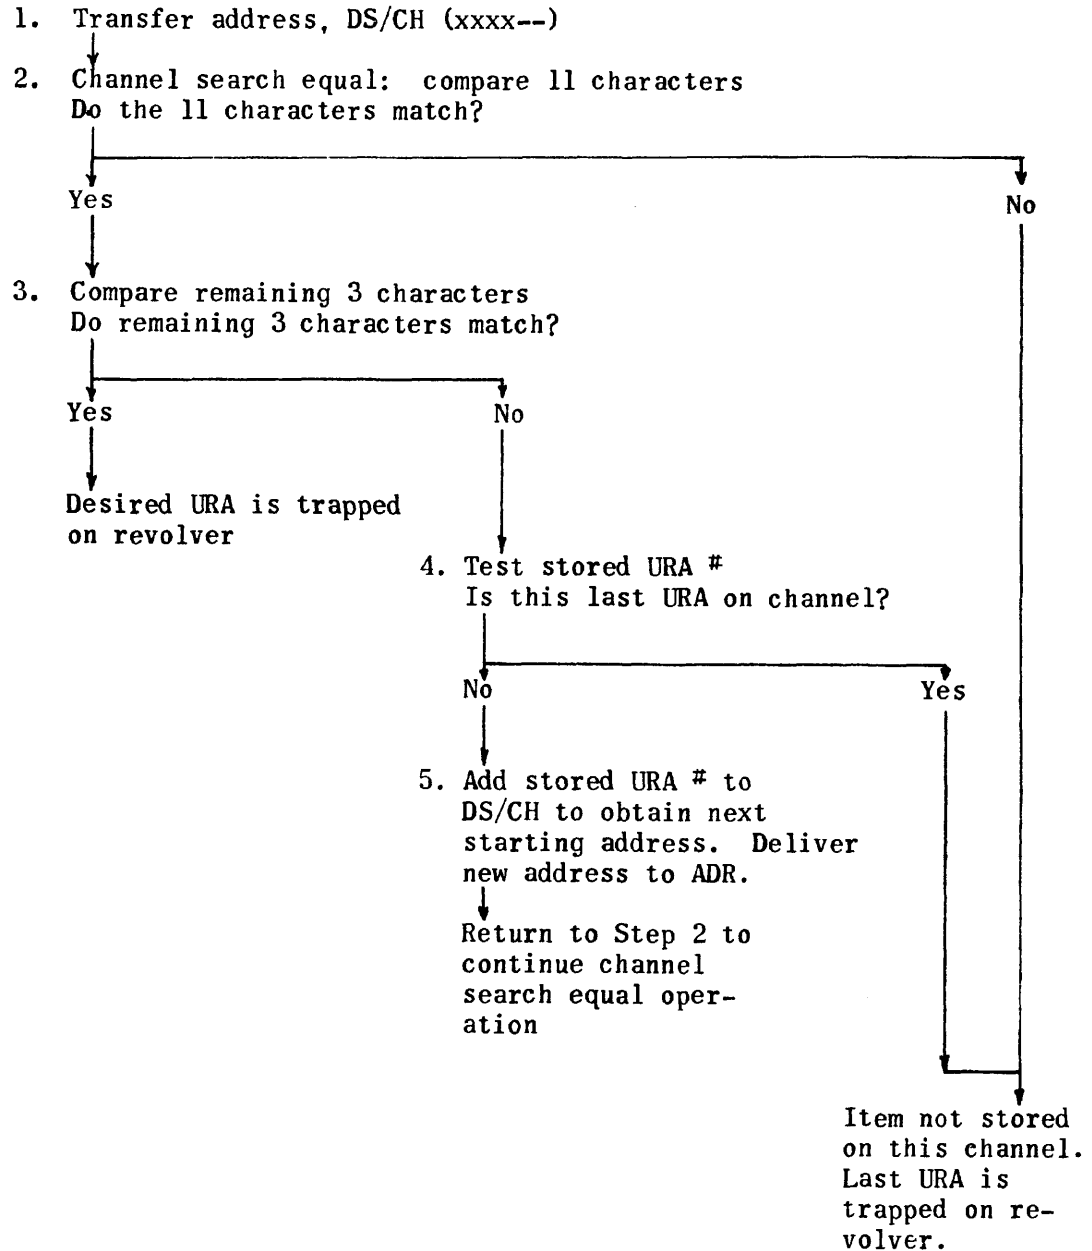 1. Transfer address, DS/CH (xxxx--)
2. Channel search equal: compare 11 characters
Do the 11 characters match?
Yes
No
3. Compare remaining 3 characters
Do remaining 3 characters match?
Yes
No
Desired URA is trapped
on revolver
4. Test stored URA #
Is this last URA on channel?
No
Yes
5. Add stored URA # to
DS/CH to obtain next
starting address. Deliver
new address to ADR.
Return to Step 2 to
continue channel
search equal oper-
ation
Item not stored
on this channel.
Last URA is
trapped on re-
volver.